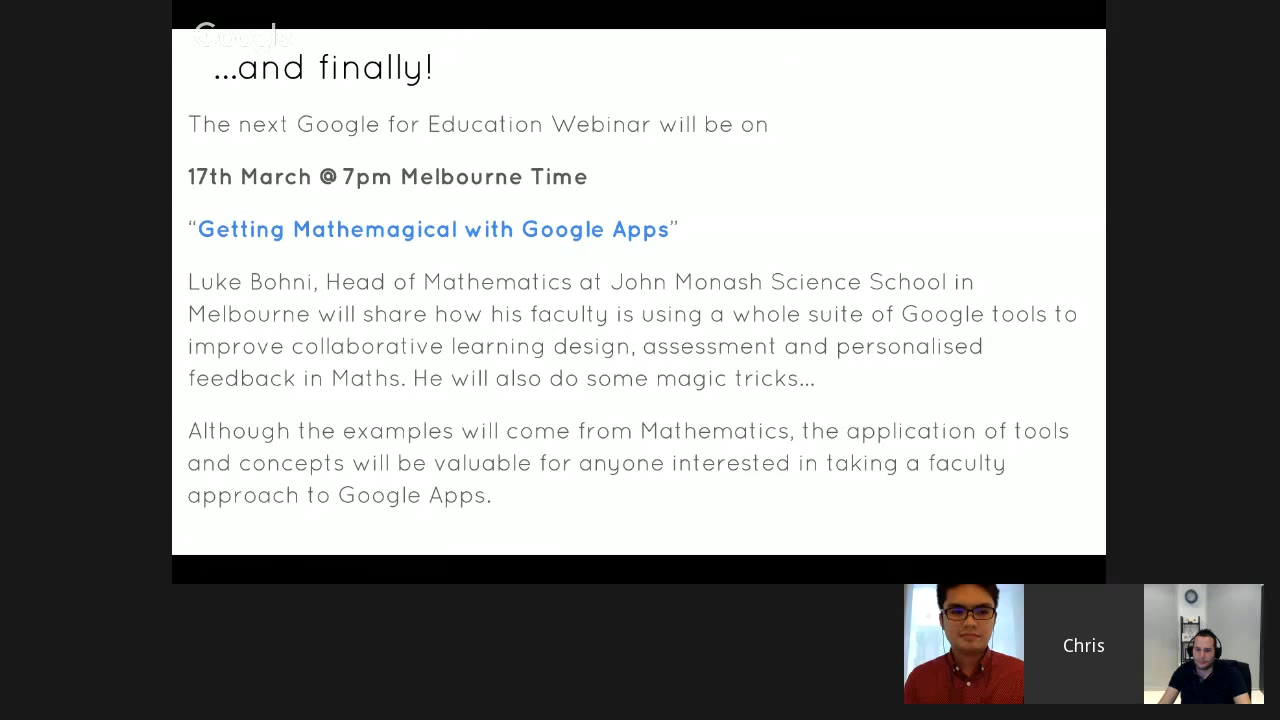 Google
...and finally!
The next Google for Education Webinar will be on
17th March @ 7pm Melbourne Time
“Getting Mathemagical with Google Apps”
Luke Bohni, Head of Mathematics at John Monash Science School in
Melbourne will share how his faculty is using a whole suite of Google tools to
improve collaborative learning design, assessment and personalised
feedback in Maths. He will also do some magic tricks...
Although the examples will come from Mathematics, the application of tools
and concepts will be valuable for anyone interested in taking a faculty
approach to Google Apps.
Chris